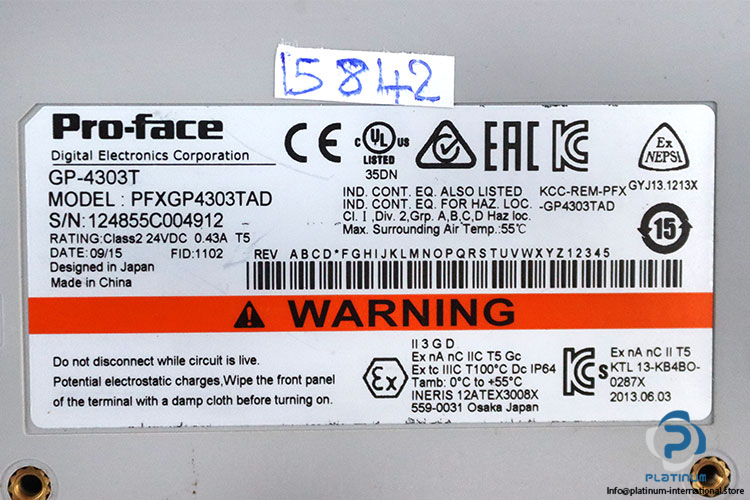 15842
Pro-face
Digital Electronics Corporation
GP-4303T
MODEL : PFXGP4303TAD
S/N:124855C004912
RATING:Class2 24VDC 0.43A T5
DATE: 09/15 FID:1102
Designed in Japan
Made in China
CE
C UL US
LISTED
35DN
EAC
IND. CONT. EQ. ALSO LISTED
IND. CONT. EQ. FOR HAZ. LOC.
Cl. I ,Div. 2,Grp. A,B,C,D Haz loc.
Max. Surrounding Air Temp.:55℃
KCC-REM-PFX
-GP4303TAD
Ex
NEPSI
GYJ13.1213X
15
REV ABCD*FGHIJKLMNOPQRSTUVWXYZ12345
WARNING
Do not disconnect while circuit is live.
Potential electrostatic charges,Wipe the front panel
of the terminal with a damp cloth before turning on.
Ex
II 3 G D
Ex nA nC IIC T5 Gc
Ex tc IIIC T100°C Dc IP64
Tamb: 0°C to +55°C
INERIS 12ATEX3008X
559-0031 Osaka Japan
S
Ex nA nC II T5
KTL 13-KB4BO-
0287X
2013.06.03
PLATINUM
Info@platinum-international.store